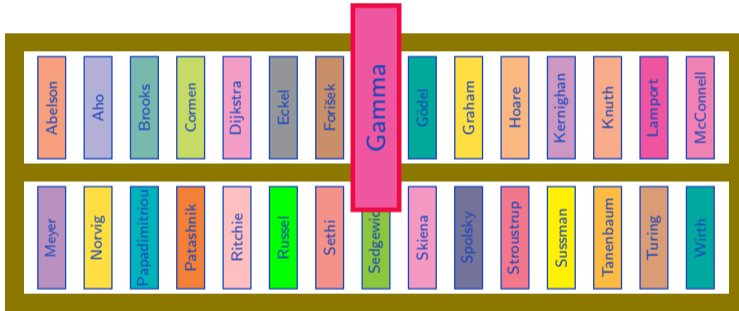 Abelson
Aho
Brooks
Cormen
Dijkstra
Eckel
Forišek
Gamma
Gödel
Graham
Hoare
Kernighan
Knuth
Lamport
McConnell
Meyer
Norvig
Papadimitriou
Patashnik
Ritchie
Russel
Sethi
Sedgewic
Skiena
Spolsky
Stroustrup
Sussman
Tanenbaum
Turing
Wirth